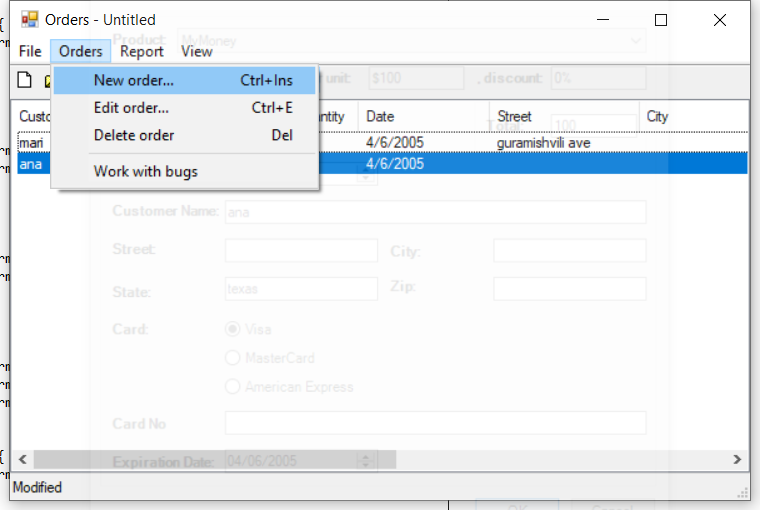 Orders - Untitled
File Orders Report View
Product: MyMoney
New order... Ctrl+Ins
unit: $100 , discount: 0%
Edit order... Ctrl+E
Custo ntity Date Street City
Total: 100
Delete order Del
mari 4/6/2005 guramishvili ave
ana 4/6/2005
Work with bugs
Customer Name: ana
Street: City:
State: texas Zip:
Card: Visa
MasterCard
American Express
Card No
Expiration Date: 04/06/2005
Modified
OK Cancel